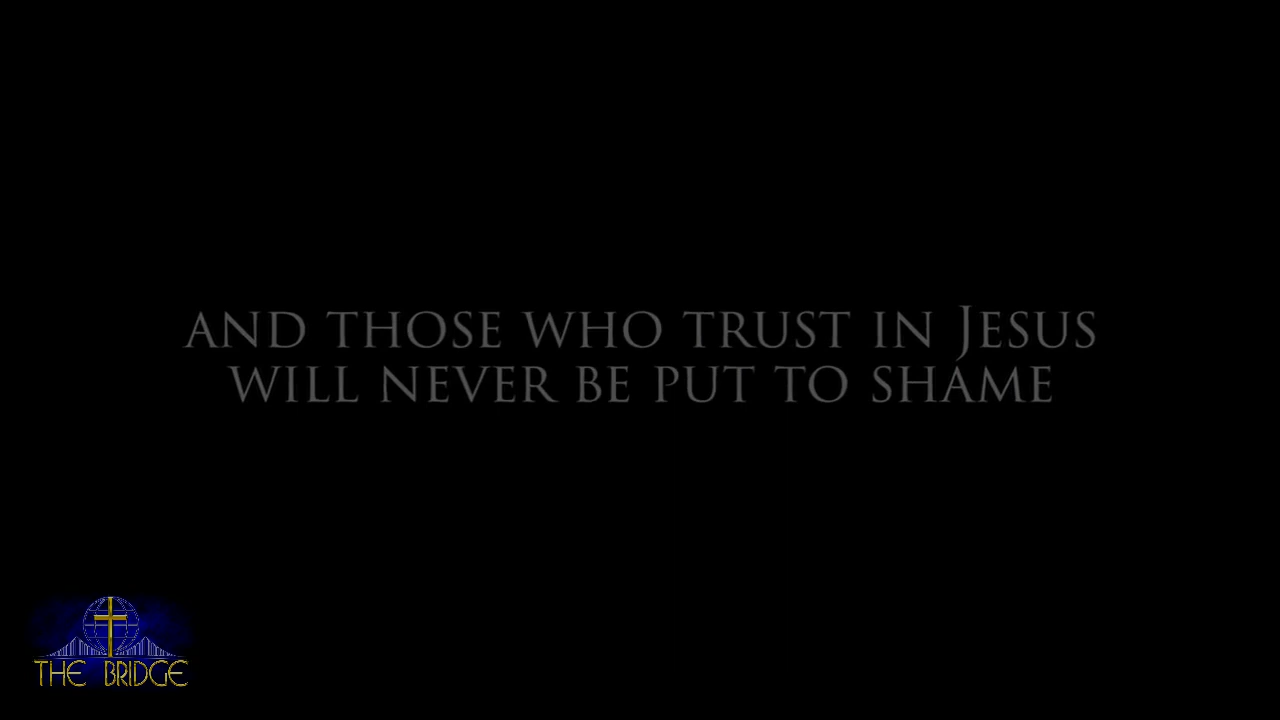 AND THOSE WHO TRUST IN JESUS
WILL NEVER BE PUT TO SHAME
THE BRIDGE